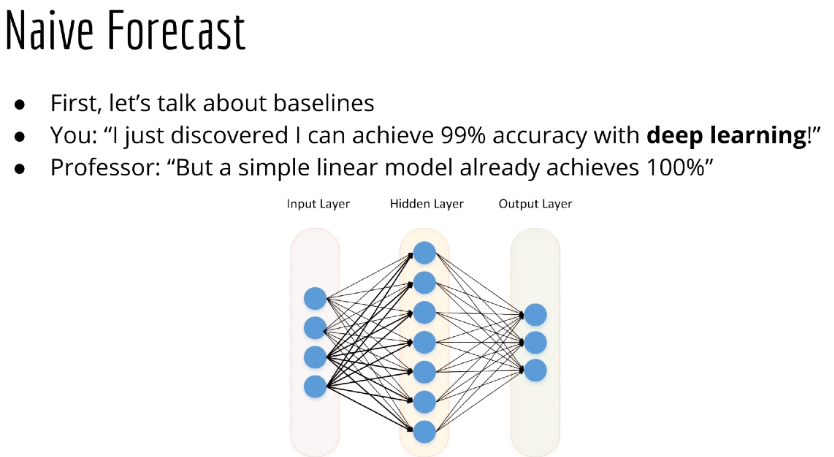 Naive Forecast
● First, let’s talk about baselines
● You: “I just discovered I can achieve 99% accuracy with deep learning!”
● Professor: “But a simple linear model already achieves 100%”
Input Layer Hidden Layer Output Layer